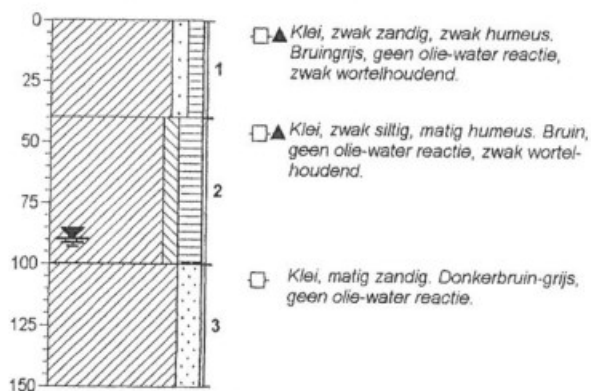 0
25
50
75
100
125
150
1
2
3
Klei, zwak zandig, zwak humeus.
Bruingrijs, geen olie-water reactie,
zwak wortelhoudend.
Klei, zwak siltig, matig humeus. Bruin,
geen olie-water reactie, zwak wortel-
houdend.
Klei, matig zandig. Donkerbruin-grijs,
geen olie-water reactie.